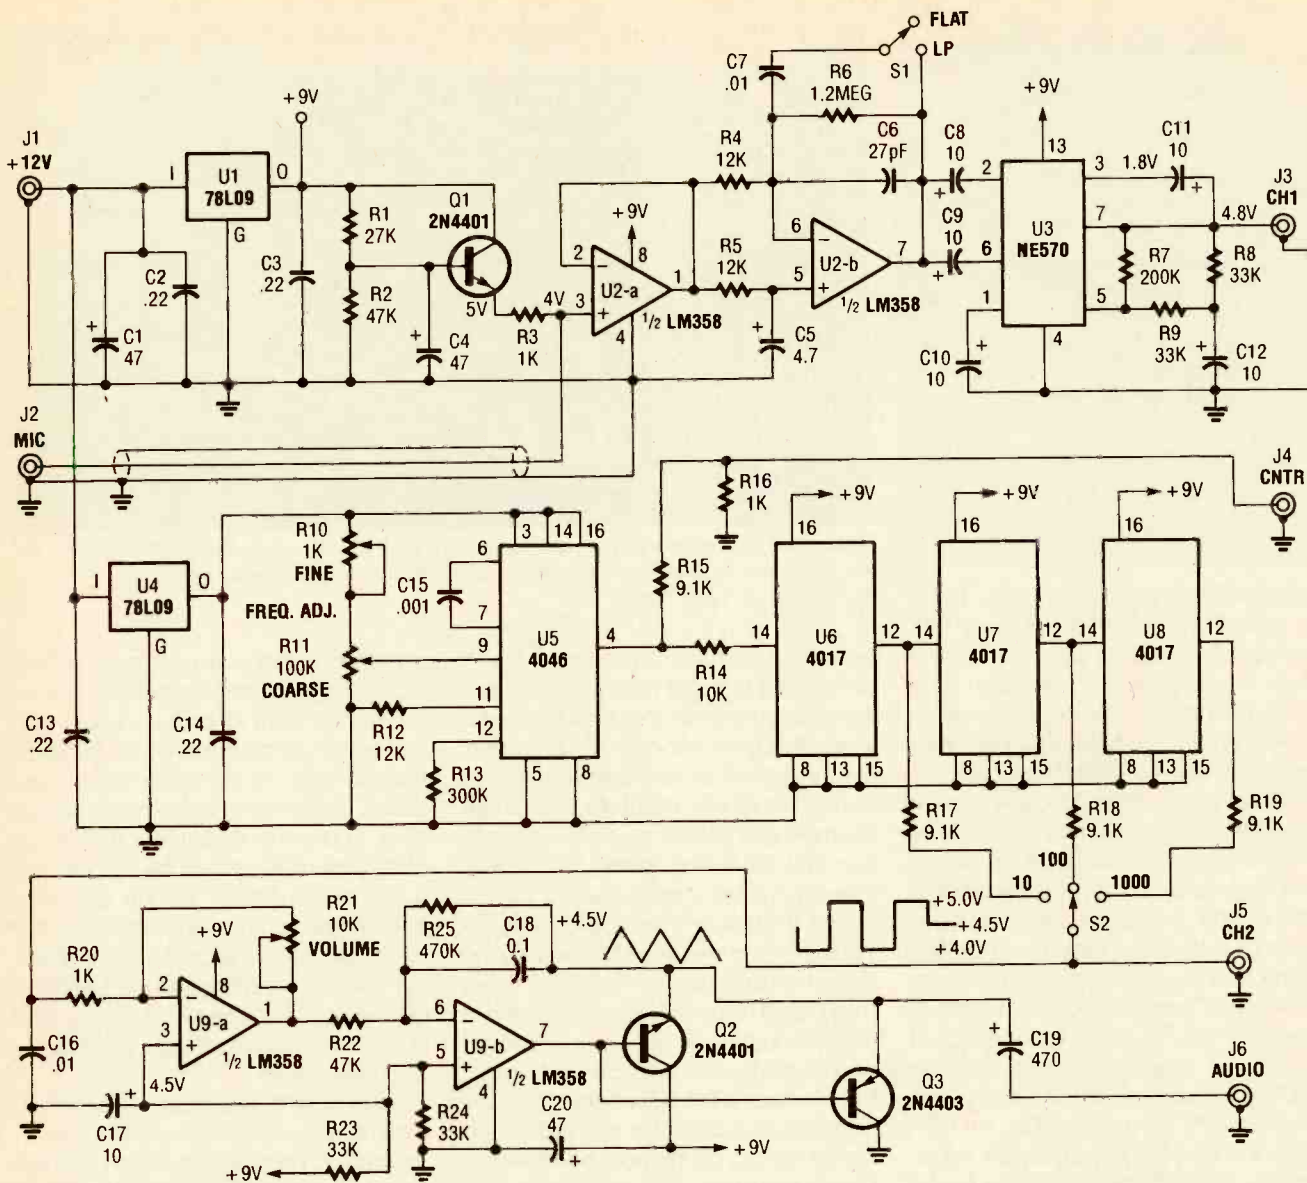 FLAT
LP
S1
C7
.01
R6
1.2MEG
+9V
J1
+12V
I
U1
78L09
O
G
R1
27K
Q1
2N4401
R4
12K
C6
27pF
C8
10
+9V
13
C11
10
2
3
1.8V
J3
CH1
+9V
2
8
U2-a
1
3
4
1/2 LM358
R5
12K
6
5
U2-b
7
1/2 LM358
C9
10
6
U3
NE570
7
4.8V
R7
200K
R8
33K
1
5
4
R9
33K
C2
.22
C3
.22
R2
47K
5V
4V
R3
1K
C1
47
C4
47
C5
4.7
C10
10
C12
10
J2
MIC
R16
1K
J4
CNTR
+9V
+9V
+9V
16
16
16
R10
1K
FINE
3
14
16
6
C15
.001
7
R15
9.1K
I
U4
78L09
O
G
FREQ. ADJ.
R11
100K
COARSE
9
U5
4046
4
R14
10K
14
U6
4017
12
14
U7
4017
12
14
U8
4017
12
11
R12
12K
12
C13
.22
C14
.22
R13
300K
5
8
8
13
15
8
13
15
8
13
15
R17
9.1K
R18
9.1K
R19
9.1K
10
100
1000
S2
+5.0V
+4.5V
+4.0V
J5
CH2
R21
10K
VOLUME
R25
470K
C18
0.1
+4.5V
R20
1K
+9V
2
8
U9-a
1
3
1/2 LM358
R22
47K
6
U9-b
7
5
4
1/2 LM358
Q2
2N4401
C19
470
J6
AUDIO
C16
.01
4.5V
C17
10
R24
33K
C20
47
Q3
2N4403
R23
33K
+9V
+9V